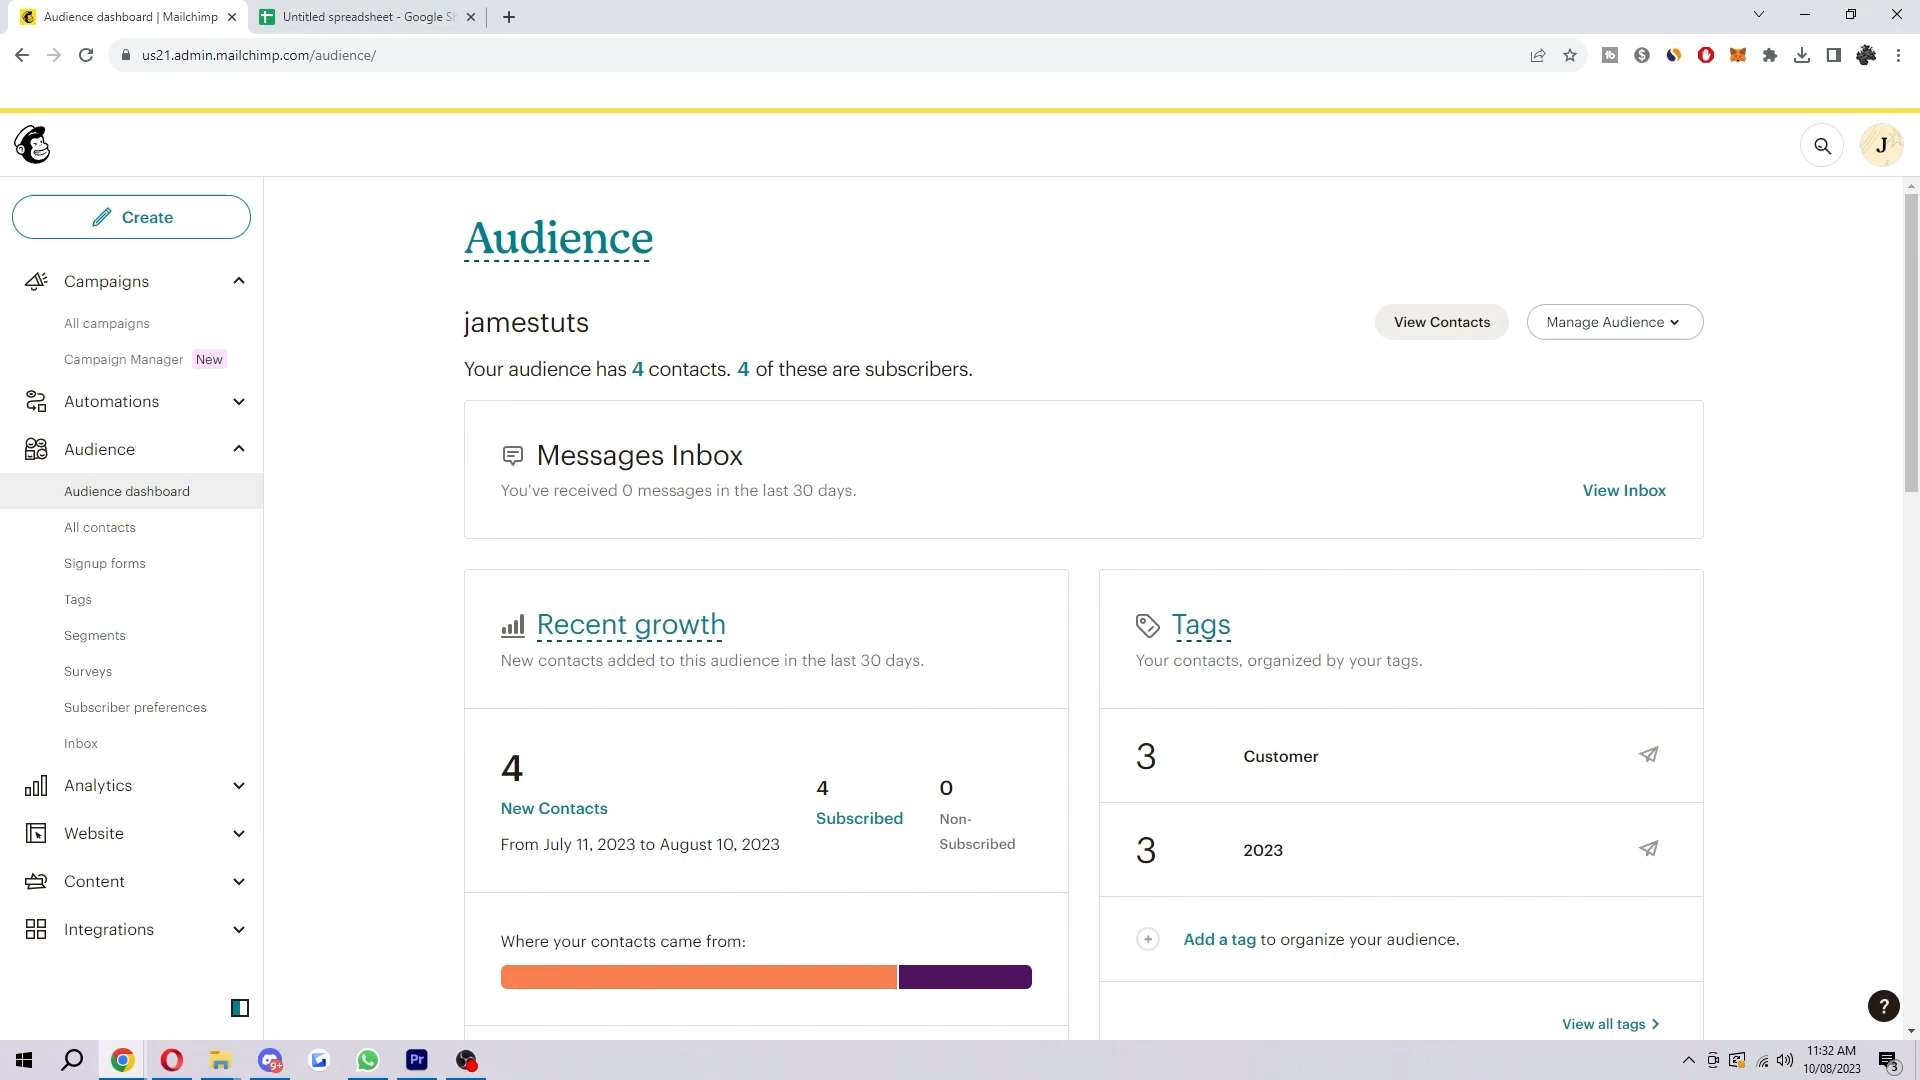 Audience dashboard | Mailchimp
Untitled spreadsheet - Google Sh
us21.admin.mailchimp.com/audience/
J
Create
Campaigns
All campaigns
Campaign Manager New
Automations
Audience
Audience dashboard
All contacts
Signup forms
Tags
Segments
Surveys
Subscriber preferences
Inbox
Analytics
Website
Content
Integrations
Audience
jamestuts
View Contacts
Manage Audience
Your audience has 4 contacts. 4 of these are subscribers.
Messages Inbox
You've received 0 messages in the last 30 days.
View Inbox
Recent growth
New contacts added to this audience in the last 30 days.
4
New Contacts
From July 11, 2023 to August 10, 2023
4
Subscribed
0
Non-
Subscribed
Where your contacts came from:
Tags
Your contacts, organized by your tags.
3 Customer
3 2023
Add a tag to organize your audience.
View all tags
?
9+
Pr
11:32 AM
10/08/2023
3